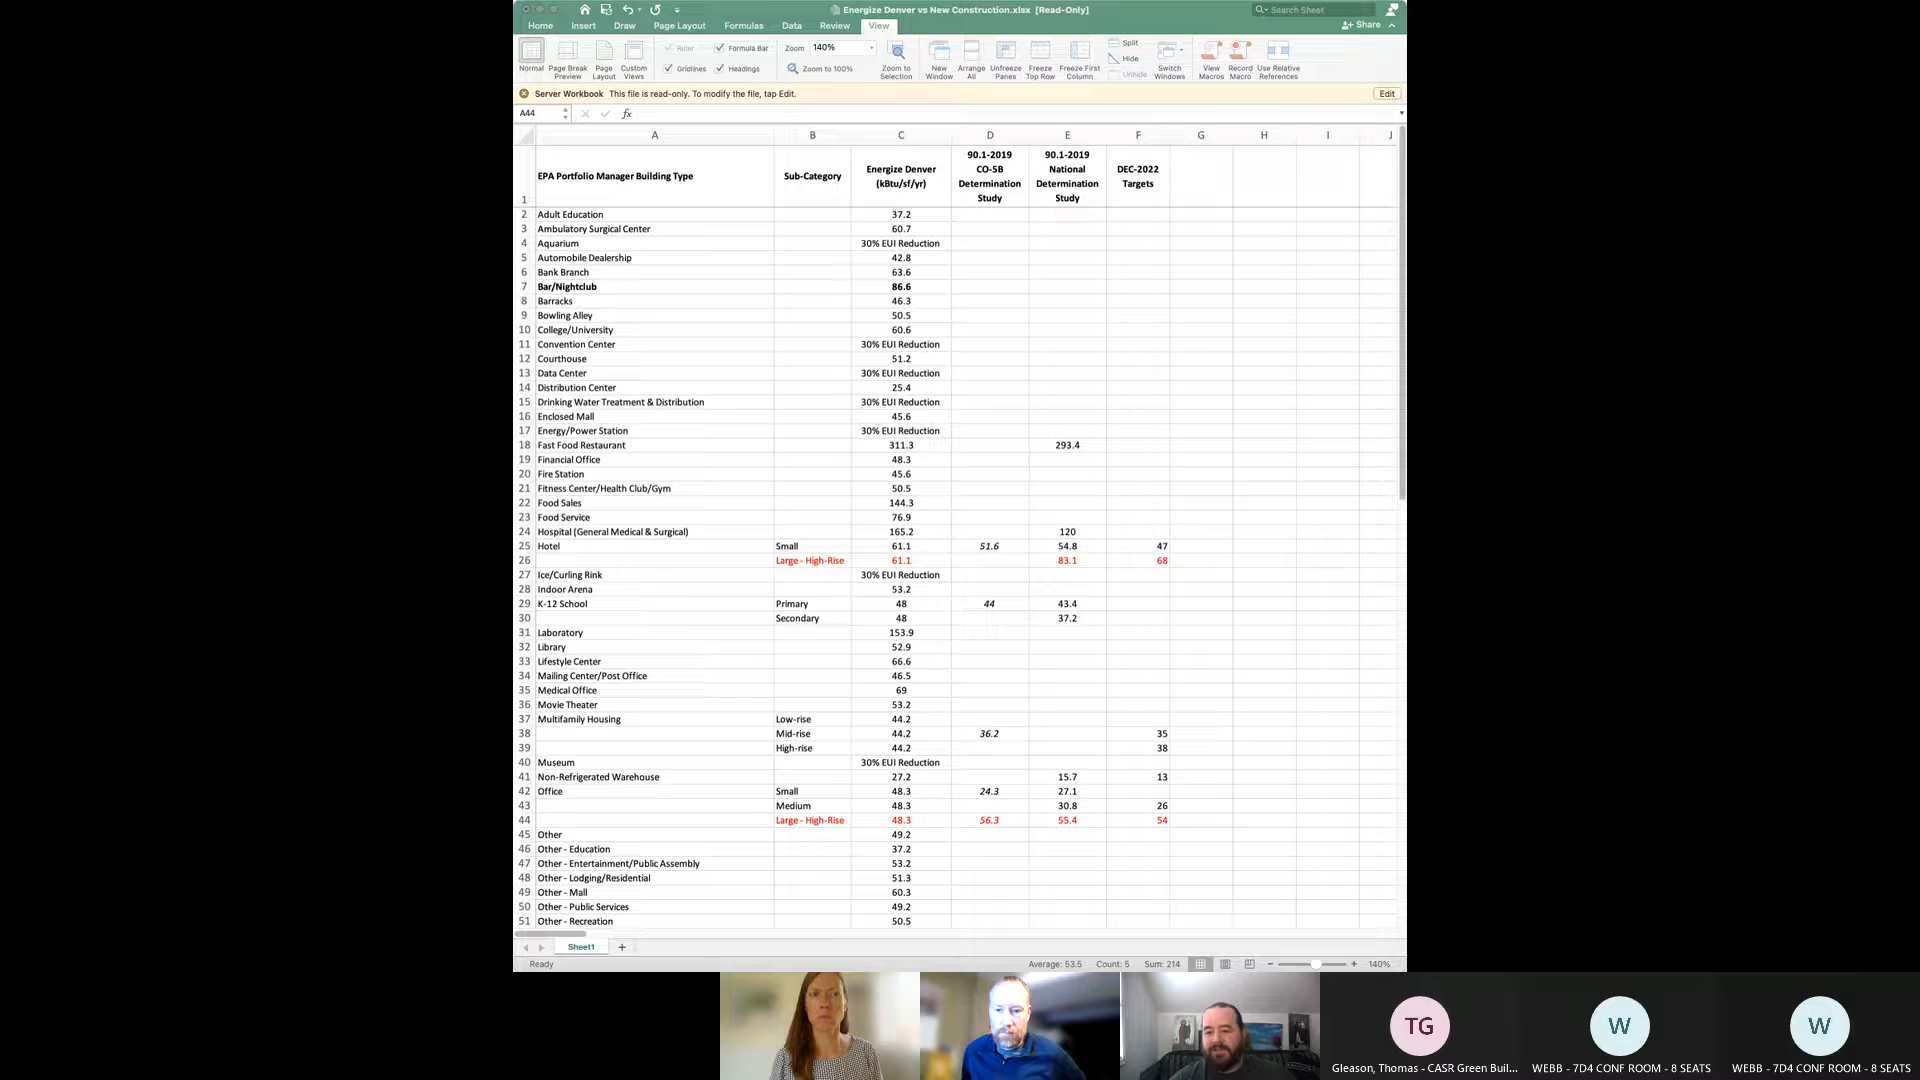 Energize Denver vs New Construction.xlsx [Read-Only]
Search Sheet
Home Insert Draw Page Layout Formulas Data Review View
Share
Normal Page Break Preview Page Layout Custom Views
Ruler Formula Bar Zoom 140%
Gridlines Headings Zoom to 100%
Zoom to Selection
New Window Arrange All Unfreeze Panes Freeze Top Row Freeze First Column
Split
Hide
Unhide
Switch Windows View Macros Record Macro Use Relative References
Server Workbook This file is read-only. To modify the file, tap Edit. Edit
A44 fx
A B C D E F G H I J
1 EPA Portfolio Manager Building Type Sub-Category Energize Denver (kBtu/sf/yr) 90.1-2019 CO-5B Determination Study 90.1-2019 National Determination Study DEC-2022 Targets
2 Adult Education 37.2
3 Ambulatory Surgical Center 60.7
4 Aquarium 30% EUI Reduction
5 Automobile Dealership 42.8
6 Bank Branch 63.6
7 Bar/Nightclub 86.6
8 Barracks 46.3
9 Bowling Alley 50.5
10 College/University 60.6
11 Convention Center 30% EUI Reduction
12 Courthouse 51.2
13 Data Center 30% EUI Reduction
14 Distribution Center 25.4
15 Drinking Water Treatment & Distribution 30% EUI Reduction
16 Enclosed Mall 45.6
17 Energy/Power Station 30% EUI Reduction
18 Fast Food Restaurant 311.3 293.4
19 Financial Office 48.3
20 Fire Station 45.6
21 Fitness Center/Health Club/Gym 50.5
22 Food Sales 144.3
23 Food Service 76.9
24 Hospital (General Medical & Surgical) 165.2 120
25 Hotel Small 61.1 51.6 54.8 47
26 Large - High-Rise 61.1 83.1 68
27 Ice/Curling Rink 30% EUI Reduction
28 Indoor Arena 53.2
29 K-12 School Primary 48 44 43.4
30 Secondary 48 37.2
31 Laboratory 153.9
32 Library 52.9
33 Lifestyle Center 66.6
34 Mailing Center/Post Office 46.5
35 Medical Office 69
36 Movie Theater 53.2
37 Multifamily Housing Low-rise 44.2
38 Mid-rise 44.2 36.2 35
39 High-rise 44.2 38
40 Museum 30% EUI Reduction
41 Non-Refrigerated Warehouse 27.2 15.7 13
42 Office Small 48.3 24.3 27.1
43 Medium 48.3 30.8 26
44 Large - High-Rise 48.3 56.3 55.4 54
45 Other 49.2
46 Other - Education 37.2
47 Other - Entertainment/Public Assembly 53.2
48 Other - Lodging/Residential 51.3
49 Other - Mall 60.3
50 Other - Public Services 49.2
51 Other - Recreation 50.5
Sheet1 +
Ready Average: 53.5 Count: 5 Sum: 214 140%
TG W W
Gleason, Thomas - CASR Green Buil... WEBB - 7D4 CONF ROOM - 8 SEATS WEBB - 7D4 CONF ROOM - 8 SEATS